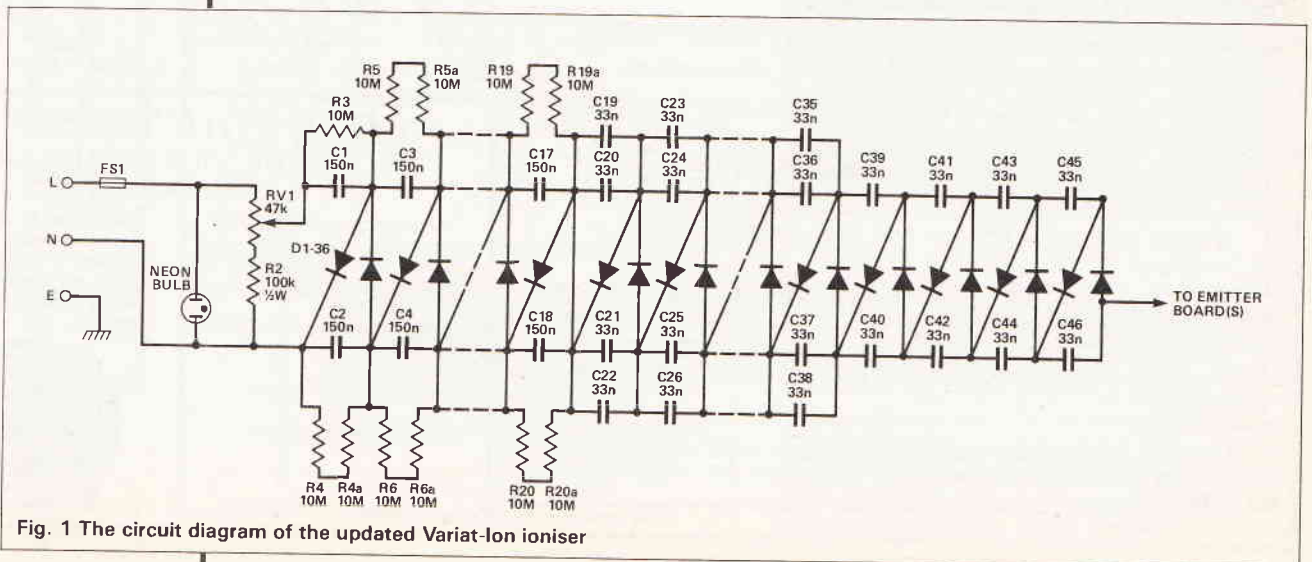 R5
10M
R5a
10M
R19
10M
R19a
10M
R3
10M
C19
33n
C23
33n
C35
33n
C1
150n
C3
150n
C17
150n
C20
33n
C24
33n
C36
33n
C39
33n
C41
33n
C43
33n
C45
33n
L
FS1
RV1
47k
N
D1-36
NEON
BULB
R2
100k
½W
E
TO EMITTER
BOARD(S)
C2
150n
C4
150n
C18
150n
C21
33n
C25
33n
C37
33n
C40
33n
C42
33n
C44
33n
C46
33n
C22
33n
C26
33n
C38
33n
R4
10M
R4a
10M
R6
10M
R6a
10M
R20
10M
R20a
10M
Fig. 1 The circuit diagram of the updated Variat-Ion ioniser